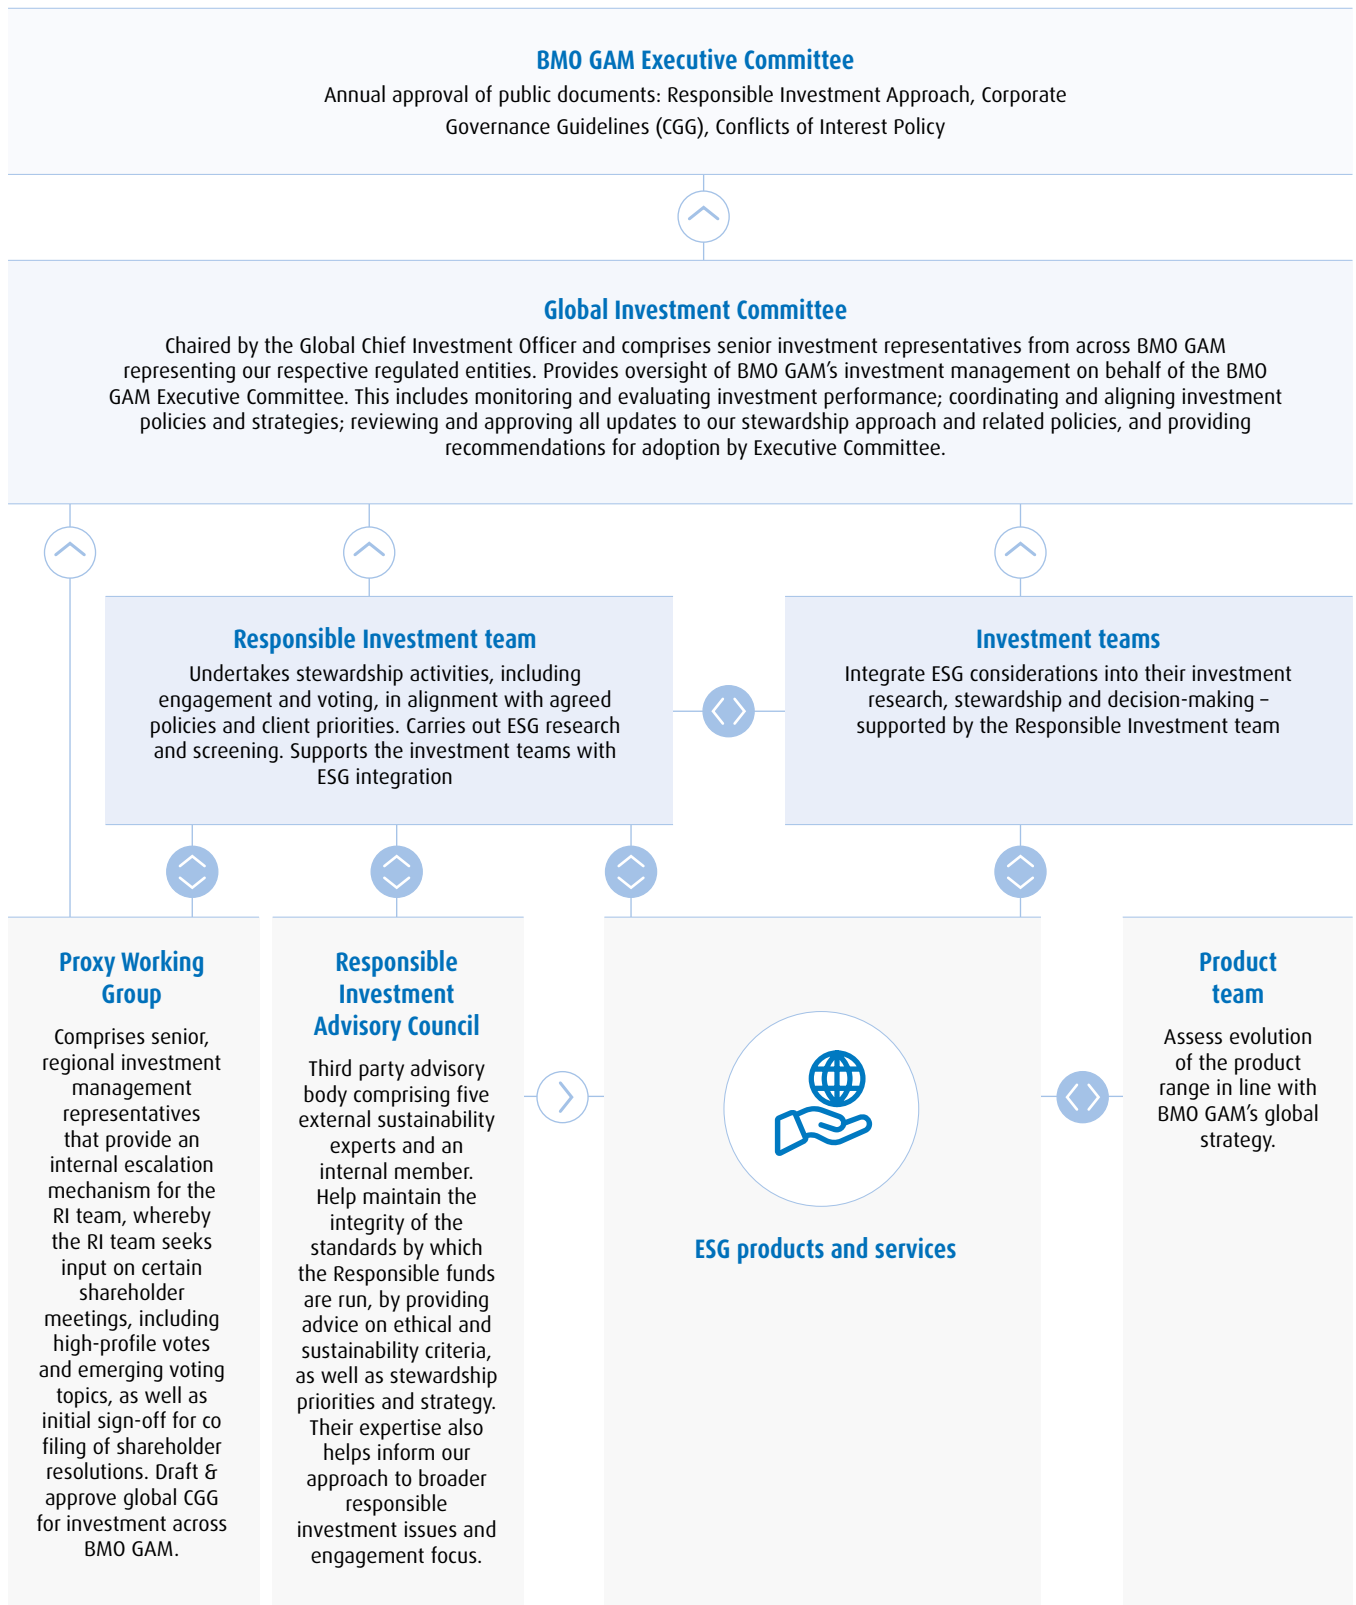 BMO GAM Executive Committee
Annual approval of public documents: Responsible Investment Approach, Corporate
Governance Guidelines (CGG), Conflicts of Interest Policy
Global Investment Committee
Chaired by the Global Chief Investment Officer and comprises senior investment representatives from across BMO GAM
representing our respective regulated entities. Provides oversight of BMO GAM’s investment management on behalf of the BMO
GAM Executive Committee. This includes monitoring and evaluating investment performance; coordinating and aligning investment
policies and strategies; reviewing and approving all updates to our stewardship approach and related policies, and providing
recommendations for adoption by Executive Committee.
Responsible Investment team
Undertakes stewardship activities, including
engagement and voting, in alignment with agreed
policies and client priorities. Carries out ESG research
and screening. Supports the investment teams with
ESG integration
Investment teams
Integrate ESG considerations into their investment
research, stewardship and decision-making –
supported by the Responsible Investment team
Proxy Working
Group
Comprises senior,
regional investment
management
representatives
that provide an
internal escalation
mechanism for the
RI team, whereby
the RI team seeks
input on certain
shareholder
meetings, including
high-profile votes
and emerging voting
topics, as well as
initial sign-off for co
filing of shareholder
resolutions. Draft &
approve global CGG
for investment across
BMO GAM.
Responsible
Investment
Advisory Council
Third party advisory
body comprising five
external sustainability
experts and an
internal member.
Help maintain the
integrity of the
standards by which
the Responsible funds
are run, by providing
advice on ethical and
sustainability criteria,
as well as stewardship
priorities and strategy.
Their expertise also
helps inform our
approach to broader
responsible
investment issues and
engagement focus.
ESG products and services
Product
team
Assess evolution
of the product
range in line with
BMO GAM’s global
strategy.